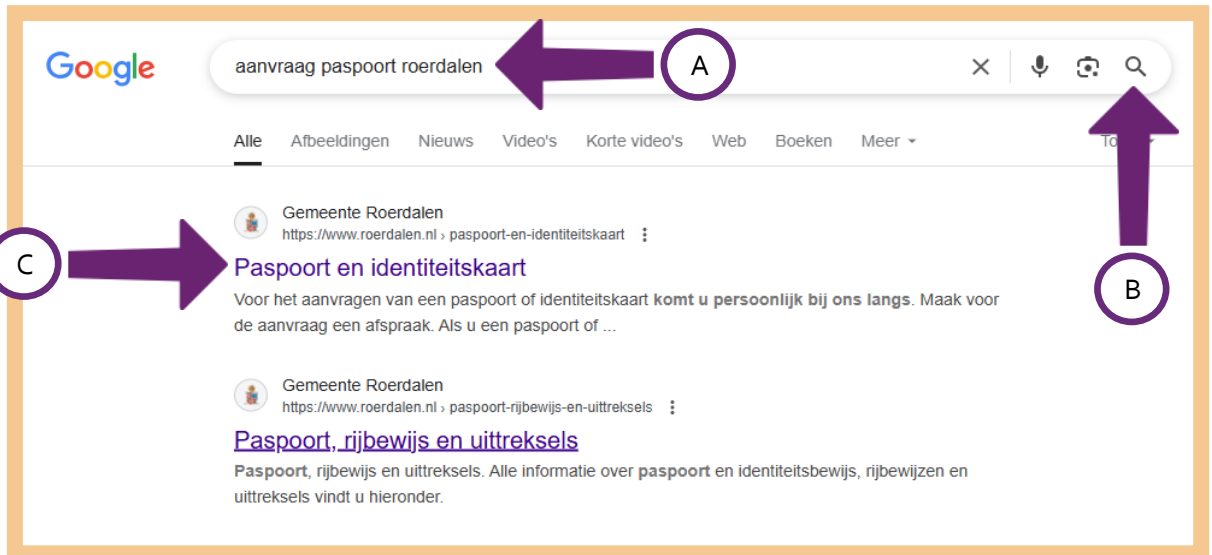 Google
aanvraag paspoort roerdalen
A
Alle Afbeeldingen Nieuws Video's Korte video's Web Boeken Meer
Gemeente Roerdalen
https://www.roerdalen.nl › paspoort-en-identiteitskaart
C
Paspoort en identiteitskaart
B
Voor het aanvragen van een paspoort of identiteitskaart komt u persoonlijk bij ons langs. Maak voor
de aanvraag een afspraak. Als u een paspoort of ...
Gemeente Roerdalen
https://www.roerdalen.nl › paspoort-rijbewijs-en-uittreksels
Paspoort, rijbewijs en uittreksels
Paspoort, rijbewijs en uittreksels. Alle informatie over paspoort en identiteitsbewijs, rijbewijzen en
uittreksels vindt u hieronder.